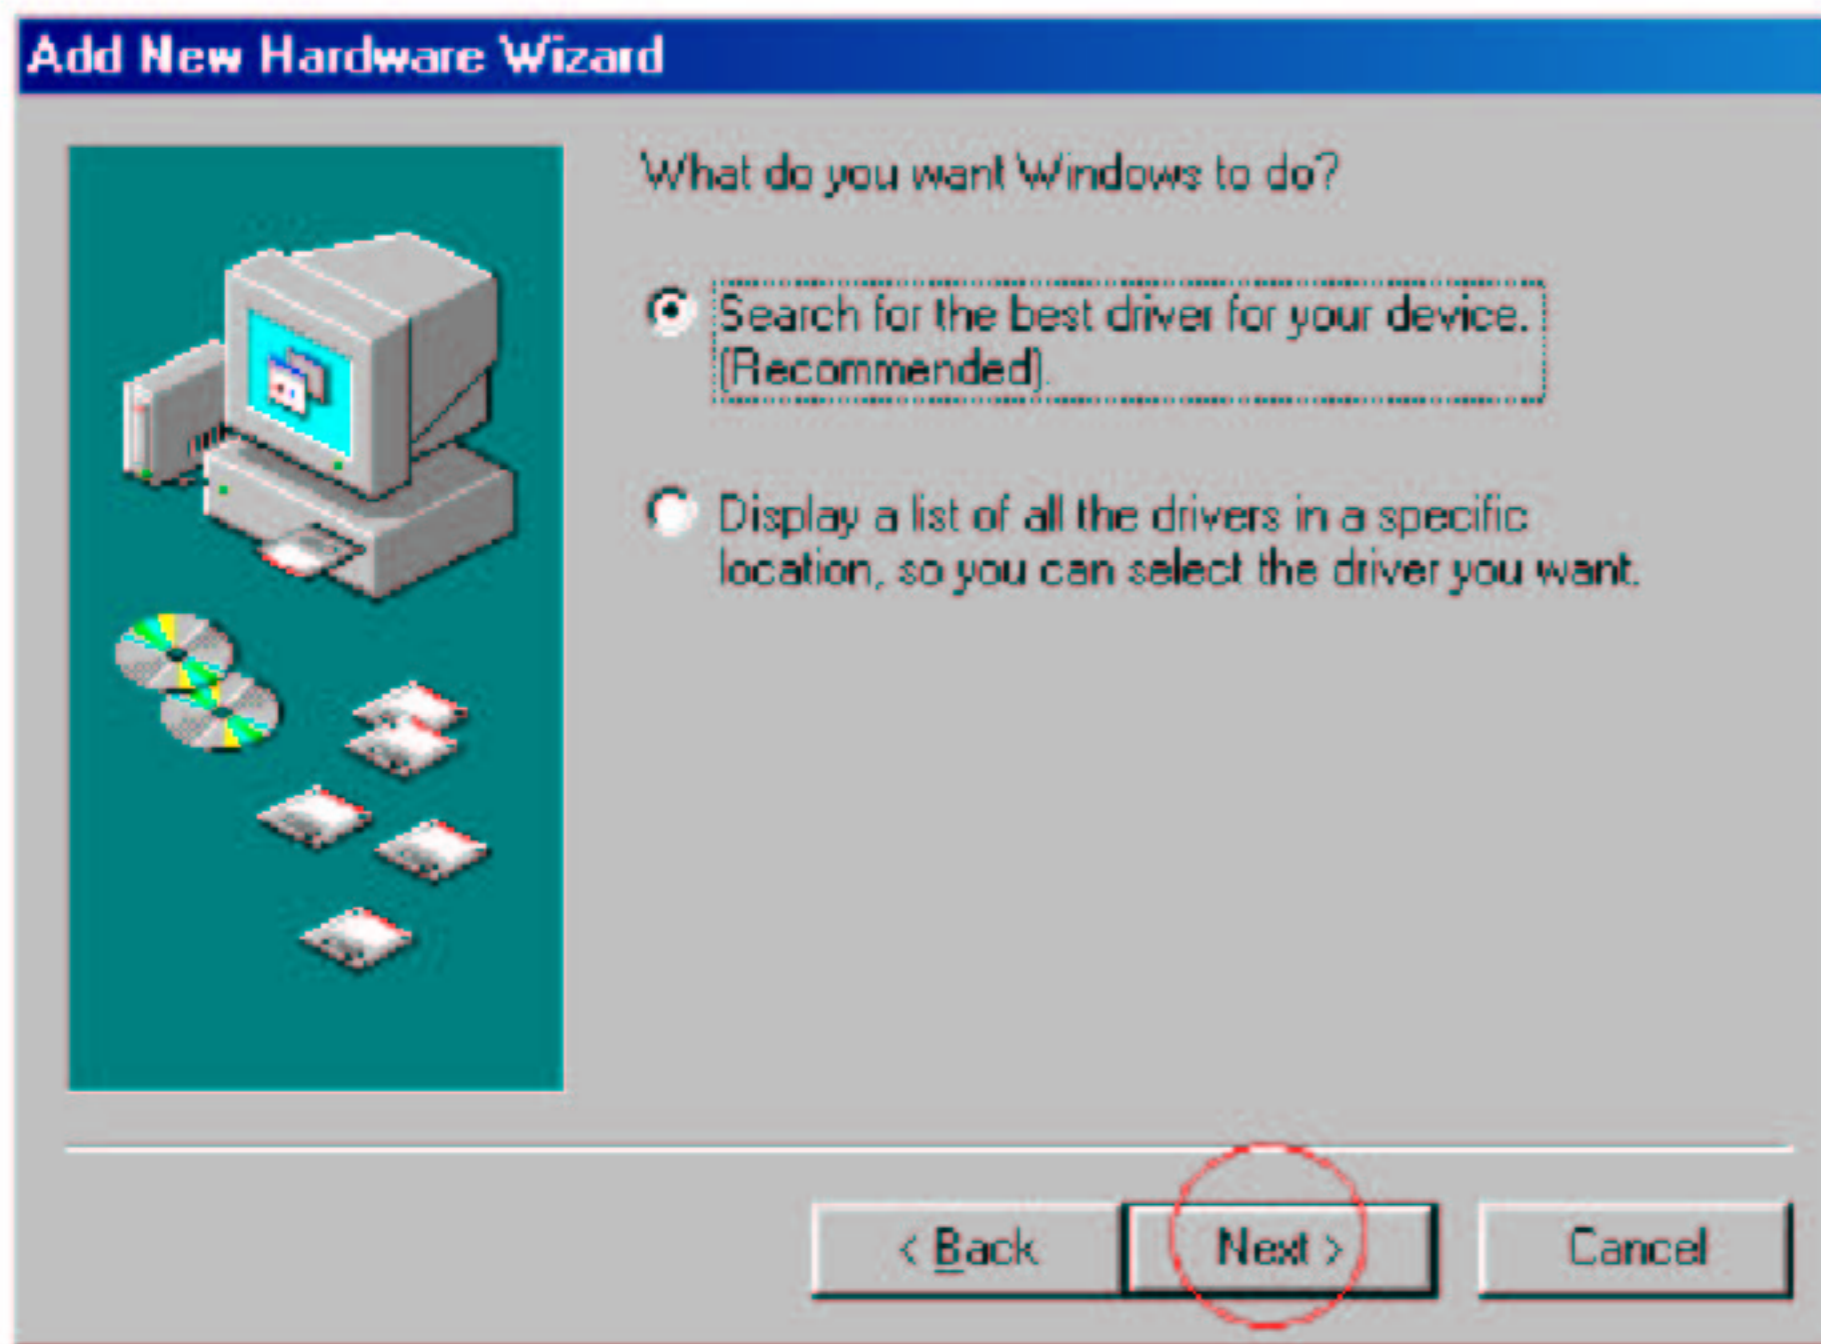 Add New Hardware Wizard
What do you want Windows to do?
Search for the best driver for your device.
(Recommended).
Display a list of all the drivers in a specific
location, so you can select the driver you want.
< Back
Next >
Cancel